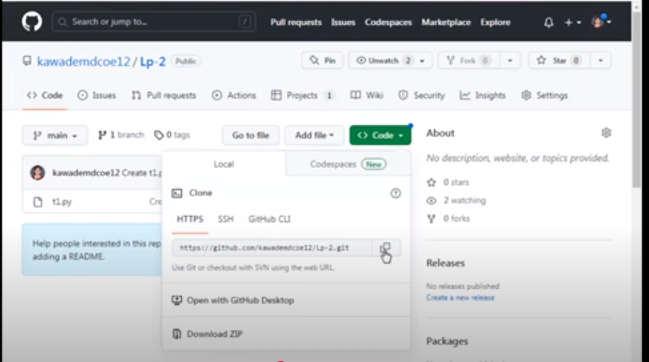 Search or jump to... /
Pull requests Issues Codespaces Marketplace Explore
kawademdcoe12 / Lp-2 Public
Pin Unwatch 2 Fork 0 Star 0
Code Issues Pull requests Actions Projects 1 Wiki Security Insights Settings
main 1 branch 0 tags Go to file Add file Code
kawademdcoe12 Create t1.p
t1.py Cre
Help people interested in this rep
adding a README.
Local Codespaces New
Clone
HTTPS SSH GitHub CLI
https://github.com/kawademdcoe12/Lp-2.git
Use Git or checkout with SVN using the web URL.
Open with GitHub Desktop
Download ZIP
About
No description, website, or topics provided.
0 stars
2 watching
0 forks
Releases
No releases published
Create a new release
Packages